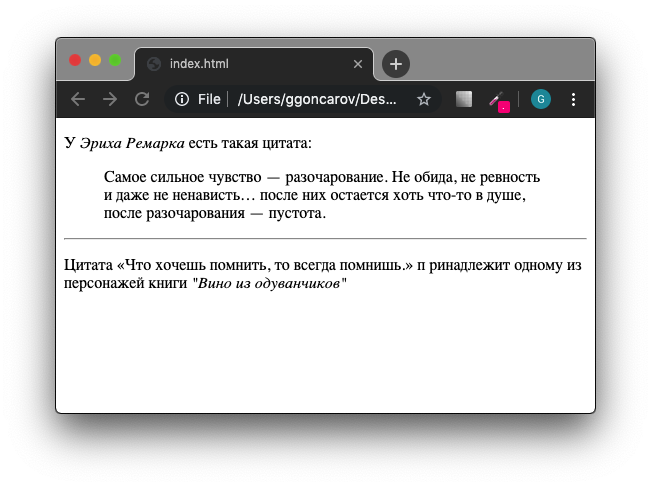 index.html
File | /Users/ggoncarov/Des...
G
У Эриха Ремарка есть такая цитата:
Самое сильное чувство — разочарование. Не обида, не ревность
и даже не ненависть… после них остается хоть что-то в душе,
после разочарования — пустота.
Цитата «Что хочешь помнить, то всегда помнишь.» п ринадлежит одному из
персонажей книги "Вино из одуванчиков"